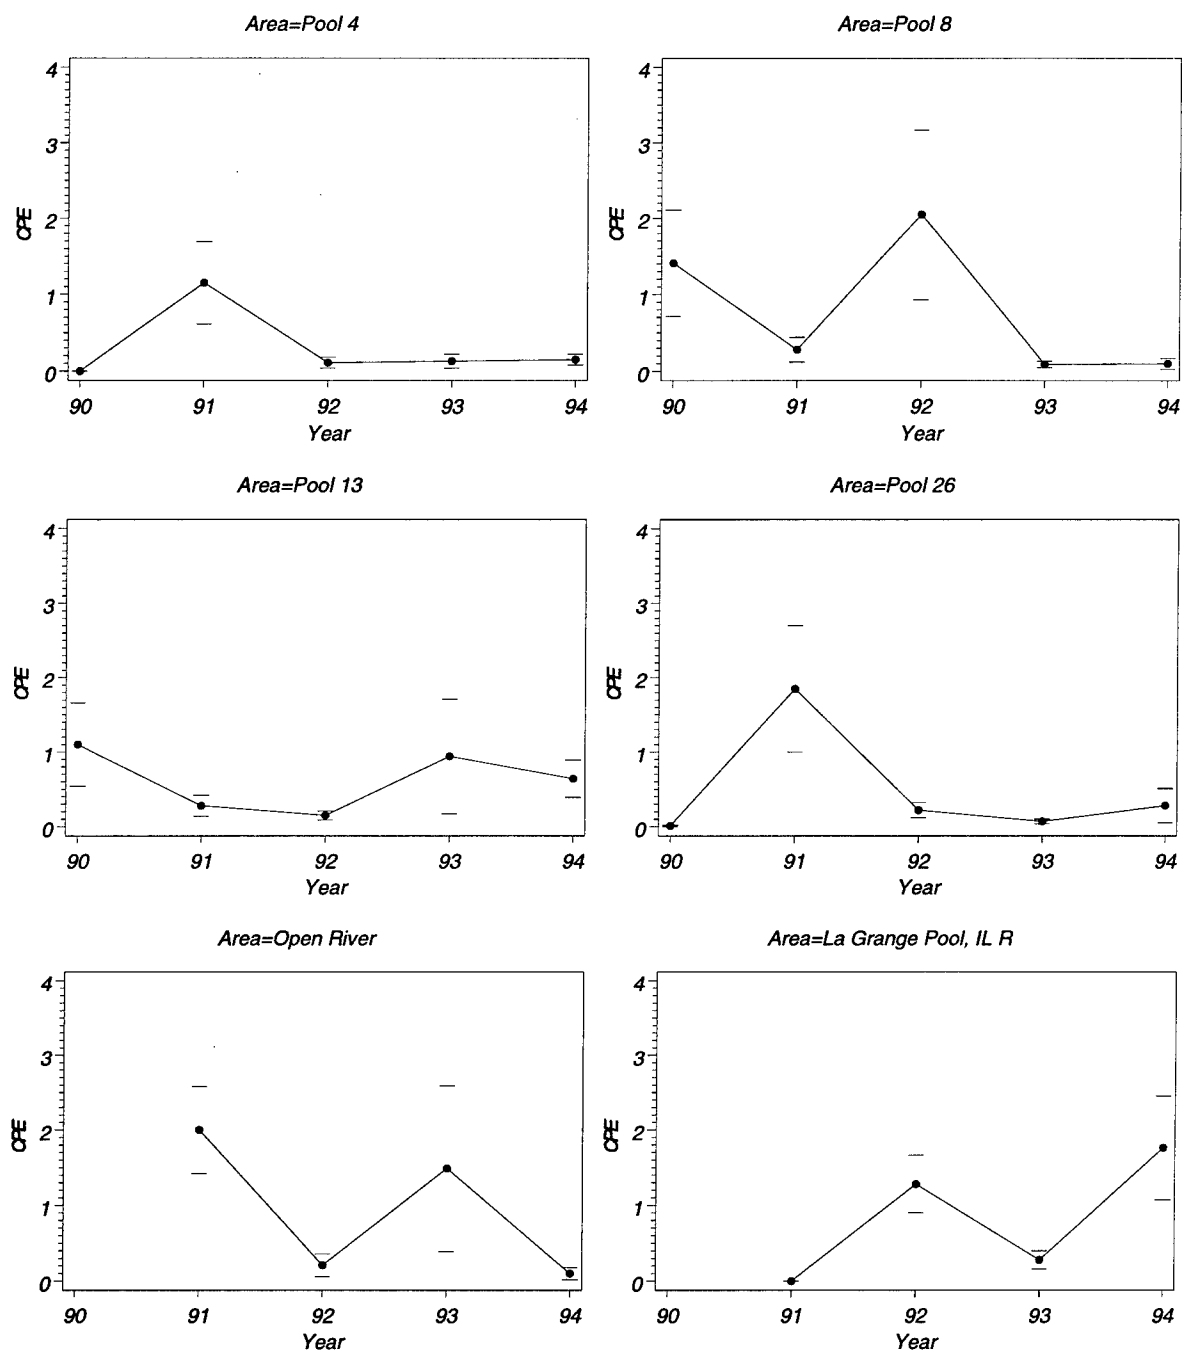 Area=Pool 4
4
3
2
1
0
CPE
90 91 92 93 94
Year
Area=Pool 8
4
3
2
1
0
CPE
90 91 92 93 94
Year
Area=Pool 13
4
3
2
1
0
CPE
90 91 92 93 94
Year
Area=Pool 26
4
3
2
1
0
CPE
90 91 92 93 94
Year
Area=Open River
4
3
2
1
0
CPE
90 91 92 93 94
Year
Area=La Grange Pool, IL R
4
3
2
1
0
CPE
90 91 92 93 94
Year